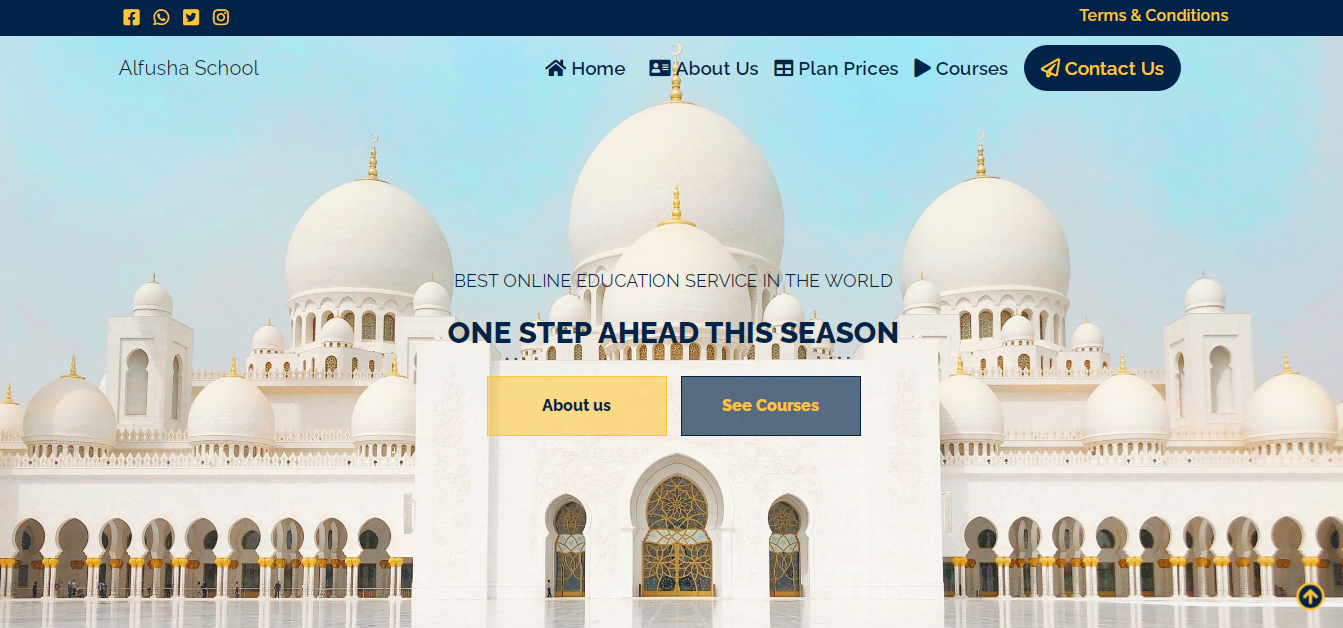 Terms & Conditions
Alfusha School
Home About Us Plan Prices Courses Contact Us
BEST ONLINE EDUCATION SERVICE IN THE WORLD
ONE STEP AHEAD THIS SEASON
About us See Courses